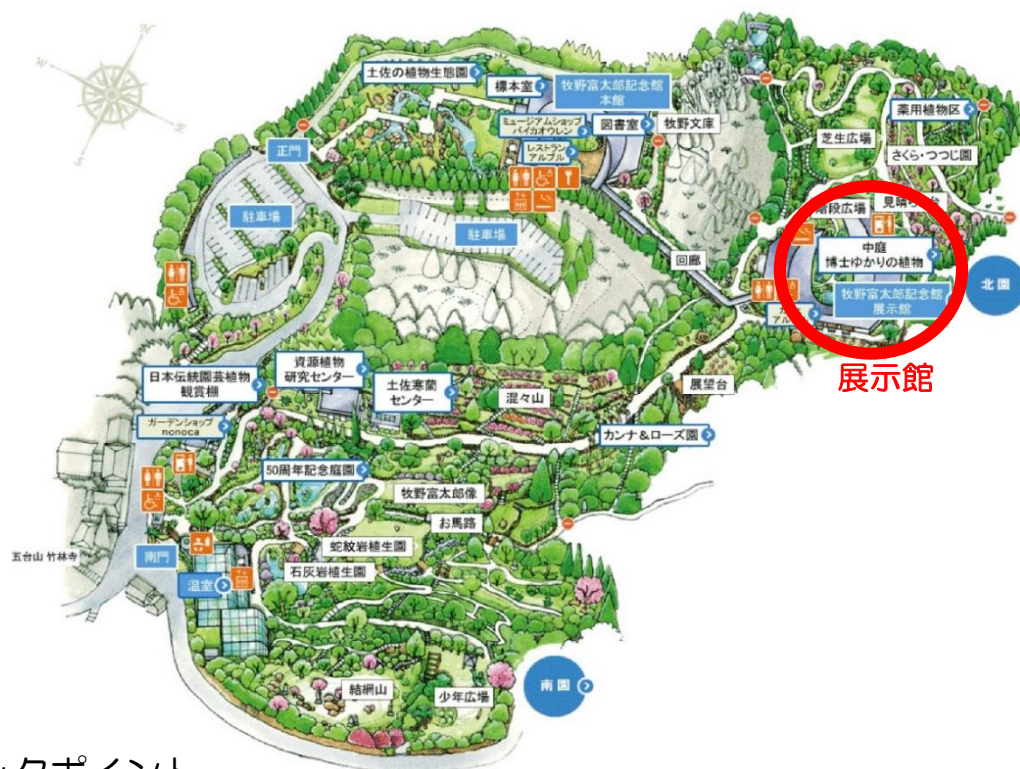 N
W
E
S
土佐の植物生態園
標本室
牧野富太郎記念館
本館
ミュージアムショップ
バイカオウレン
図書室
牧野文庫
レストラン
アルブル
薬用植物区
芝生広場
さくら・つつじ園
正門
駐車場
駐車場
階段広場
見晴らし台
中庭
博士ゆかりの植物
回廊
牧野富太郎記念館
展示館
北園
展示館
資源植物
研究センター
日本伝統園芸植物
観賞棚
土佐寒蘭
センター
混々山
展望台
ガーデンショップ
nonoca
カンナ&ローズ園
50周年記念庭園
牧野富太郎像
お馬路
蛇紋岩植生園
五台山 竹林寺
南門
石灰岩植生園
温室
結網山
少年広場
南園
クポイント